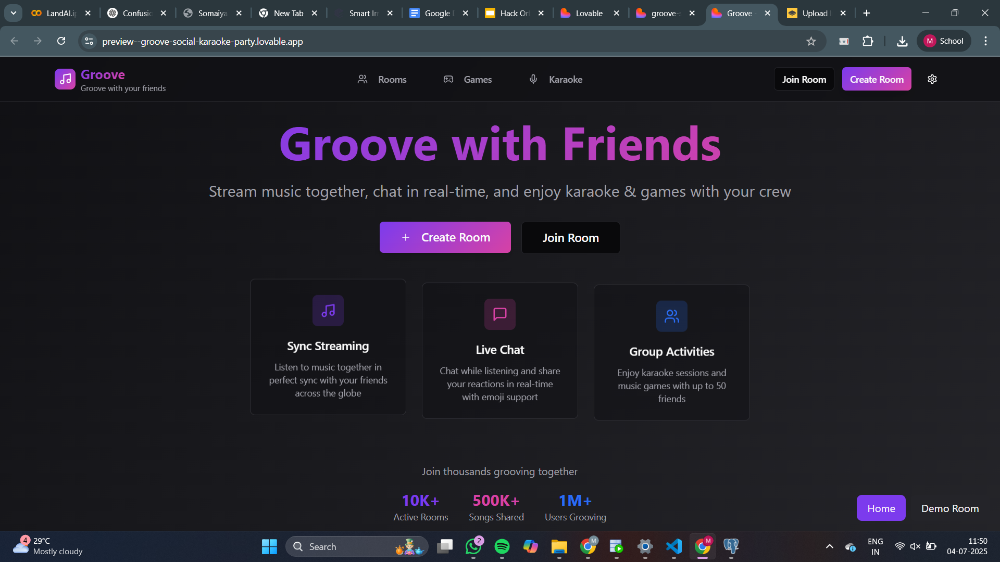 LandAI.ip
Confusic
Somaiya
New Tab
Smart Irr
Google
Hack Or
Lovable
groove-s
Groove -
Upload
preview--groove-social-karaoke-party.lovable.app
M School
Groove
Groove with your friends
Rooms
Games
Karaoke
Join Room
Create Room
Groove with Friends
Stream music together, chat in real-time, and enjoy karaoke & games with your crew
+ Create Room
Join Room
Sync Streaming
Listen to music together in
perfect sync with your friends
across the globe
Live Chat
Chat while listening and share
your reactions in real-time
with emoji support
Group Activities
Enjoy karaoke sessions and
music games with up to 50
friends
Join thousands grooving together
10K+
Active Rooms
500K+
Songs Shared
1M+
Users Grooving
Home
Demo Room
4
29°C
Mostly cloudy
Search
2
M
M
ENG
IN
11:50
04-07-2025